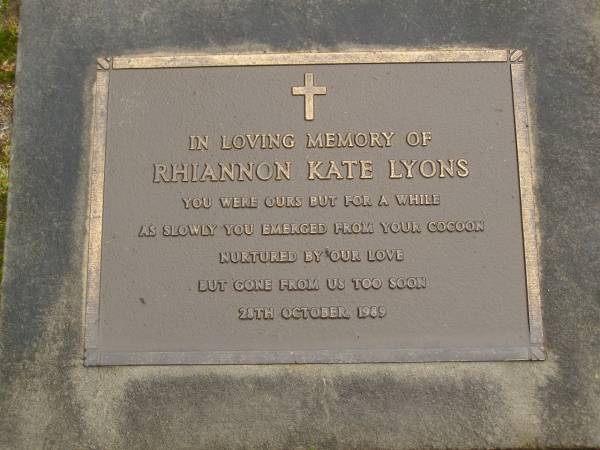 IN LOVING MEMORY OF
RHIANNON KATE LYONS
YOU WERE OURS BUT FOR A WHILE
AS SLOWLY YOU EMERGED FROM YOUR COCOON
NURTURED BY OUR LOVE
BUT GONE FROM US TOO SOON
28TH OCTOBER, 1989